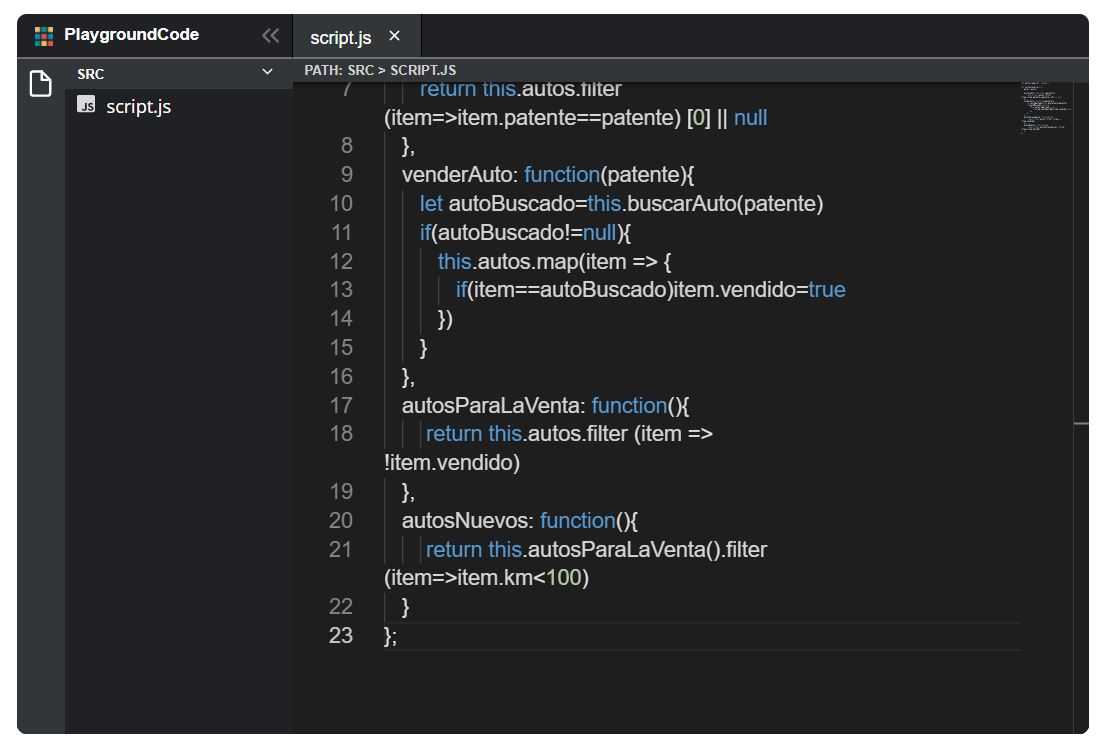 PlaygroundCode
script.js ×
SRC
PATH: SRC > SCRIPT.JS
JS script.js
7 return this.autos.filter
(item=>item.patente==patente) [0] || null
8 },
9 venderAuto: function(patente){
10 let autoBuscado=this.buscarAuto(patente)
11 if(autoBuscado!=null){
12 this.autos.map(item => {
13 if(item==autoBuscado)item.vendido=true
14 })
15 }
16 },
17 autosParaLaVenta: function(){
18 return this.autos.filter (item =>
!item.vendido)
19 },
20 autosNuevos: function(){
21 return this.autosParaLaVenta().filter
(item=>item.km<100)
22 }
23 };